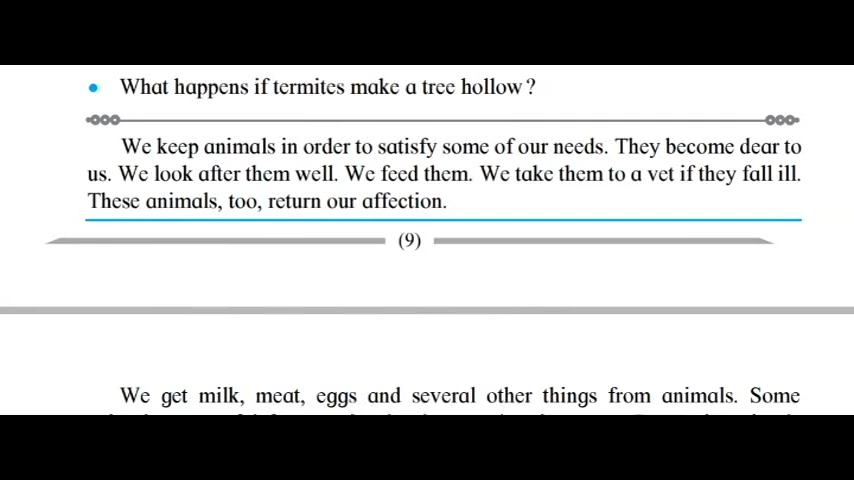 • What happens if termites make a tree hollow?
We keep animals in order to satisfy some of our needs. They become dear to
us. We look after them well. We feed them. We take them to a vet if they fall ill.
These animals, too, return our affection.
(9)
We get milk, meat, eggs and several other things from animals. Some